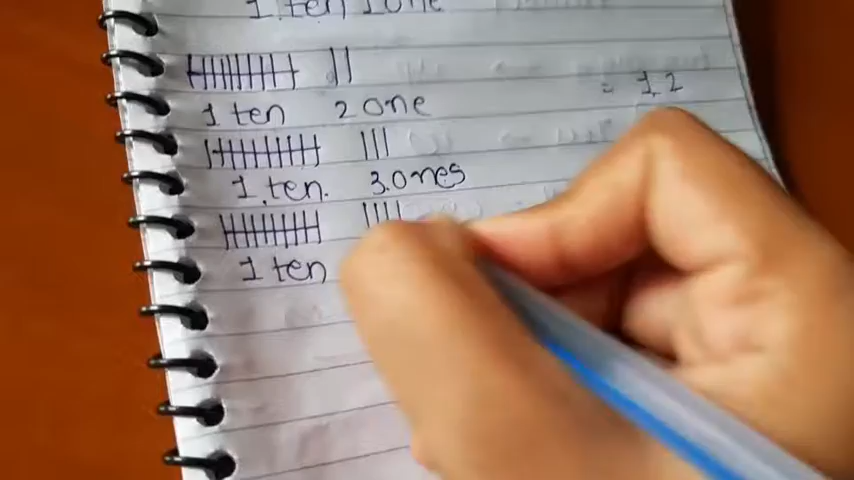 1 ten 1 one
1 ten 2 one = 12
1 ten. 3.ones
1 ten